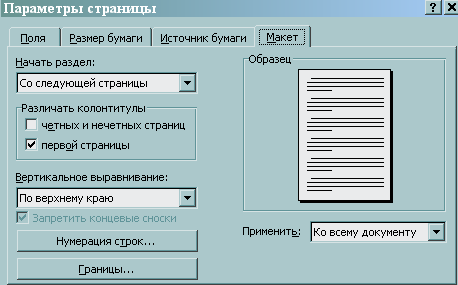 Параметры страницы
Поля
Размер бумаги
Источник бумаги
Макет
Начать раздел:
Со следующей страницы
Различать колонтитулы
четных и нечетных страниц
первой страницы
Вертикальное выравнивание:
По верхнему краю
Запретить концевые сноски
Нумерация строк...
Границы...
Образец
Применить:
Ко всему документу